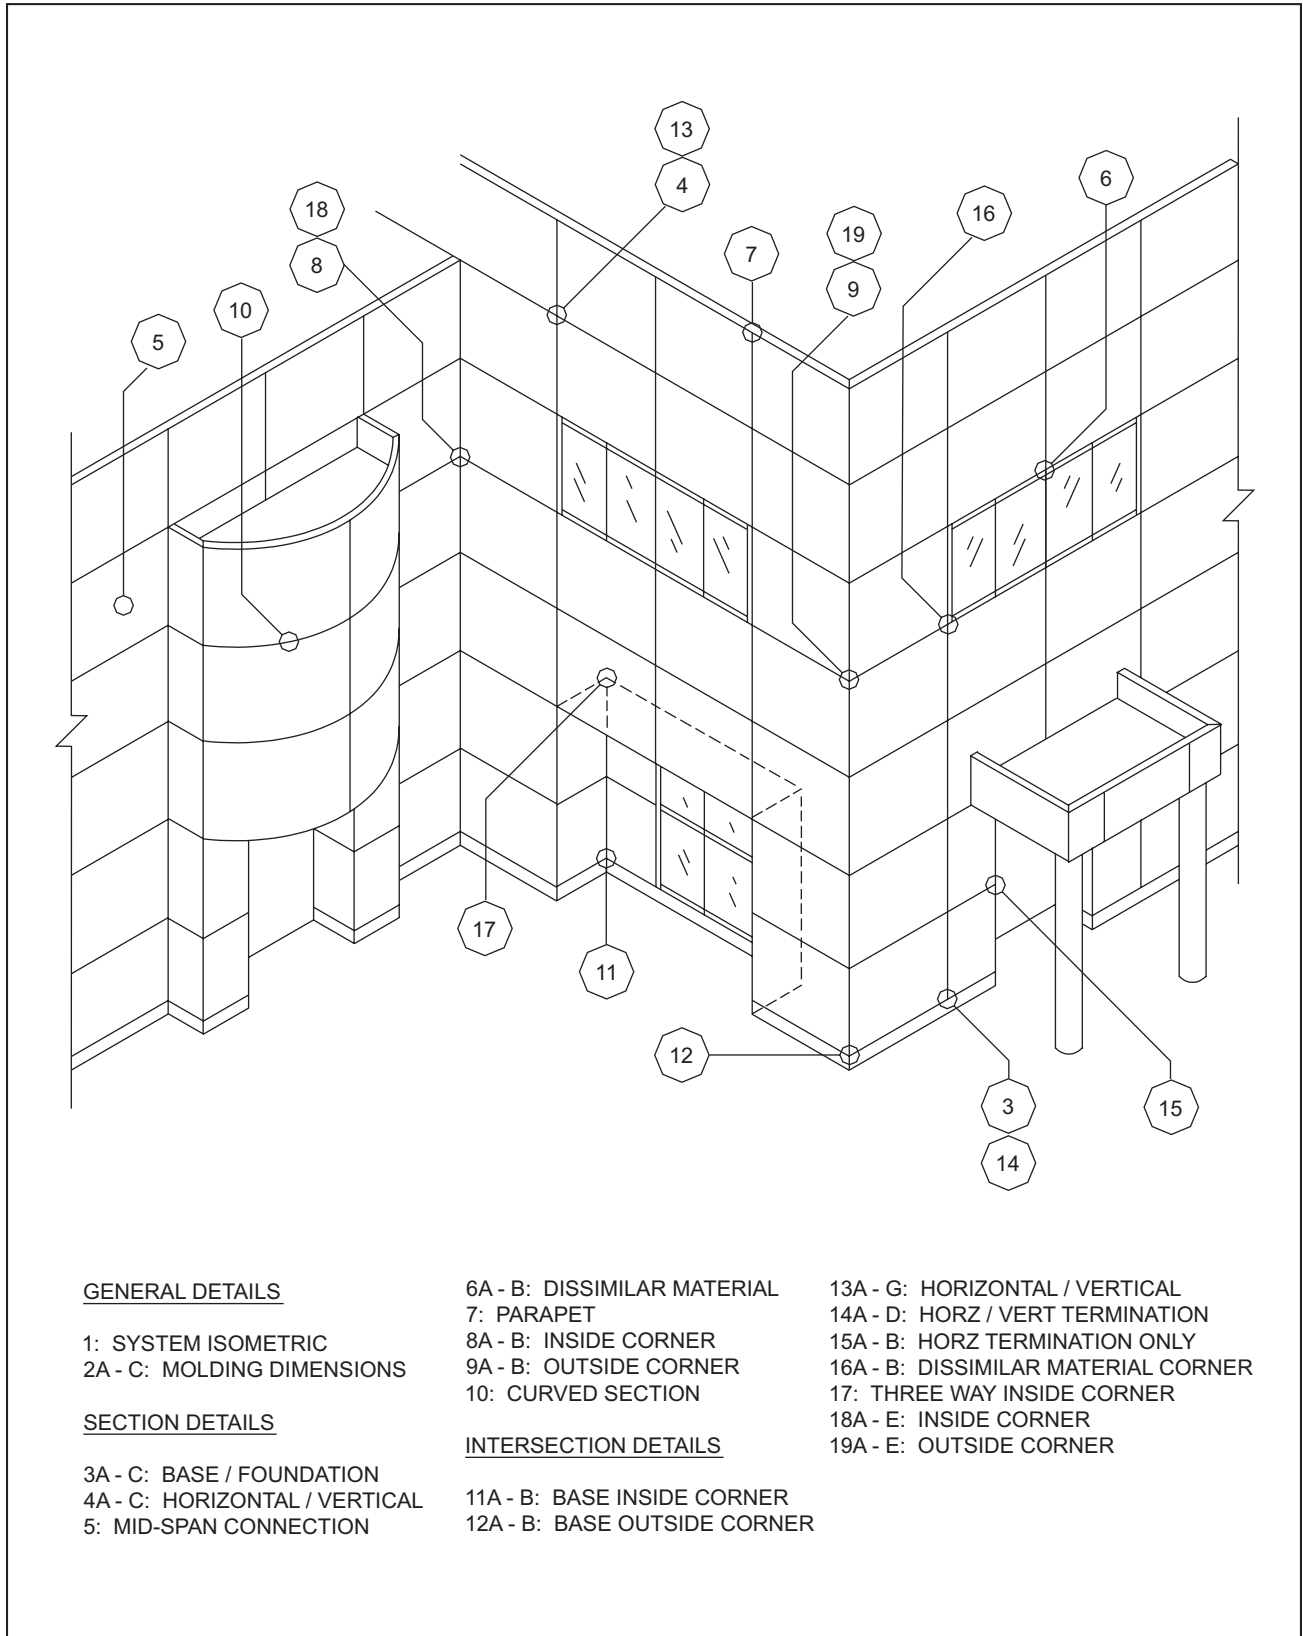 13
4
6
18
16
19
7
8
9
10
5
17
11
12
3
15
14
GENERAL DETAILS
1: SYSTEM ISOMETRIC
2A - C: MOLDING DIMENSIONS
SECTION DETAILS
3A - C: BASE / FOUNDATION
4A - C: HORIZONTAL / VERTICAL
5: MID-SPAN CONNECTION
6A - B: DISSIMILAR MATERIAL
7: PARAPET
8A - B: INSIDE CORNER
9A - B: OUTSIDE CORNER
10: CURVED SECTION
INTERSECTION DETAILS
11A - B: BASE INSIDE CORNER
12A - B: BASE OUTSIDE CORNER
13A - G: HORIZONTAL / VERTICAL
14A - D: HORZ / VERT TERMINATION
15A - B: HORZ TERMINATION ONLY
16A - B: DISSIMILAR MATERIAL CORNER
17: THREE WAY INSIDE CORNER
18A - E: INSIDE CORNER
19A - E: OUTSIDE CORNER